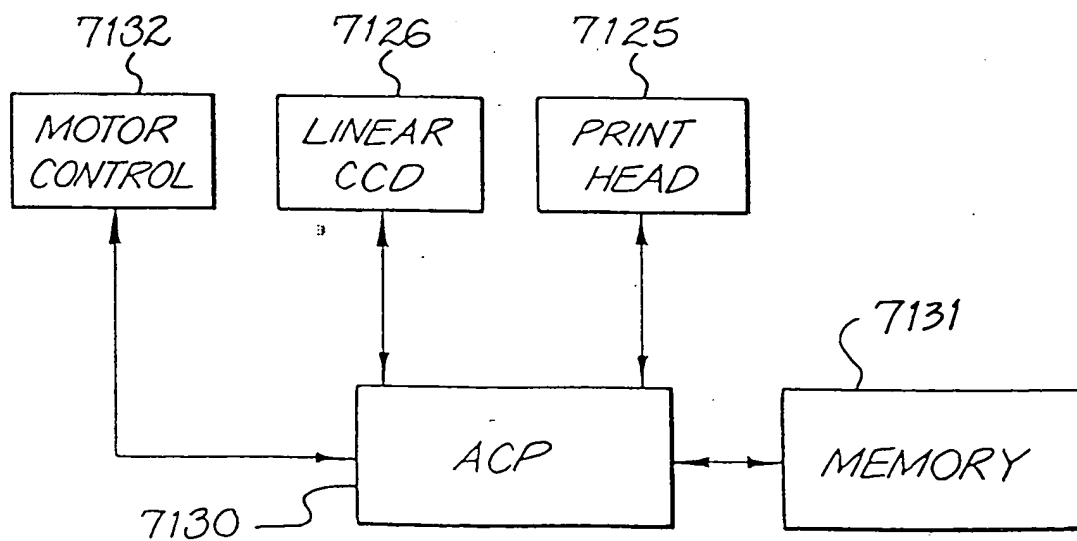 7132
7126
7125
MOTOR
CONTROL
LINEAR
CCD
PRINT
HEAD
7131
ACP
MEMORY
7130